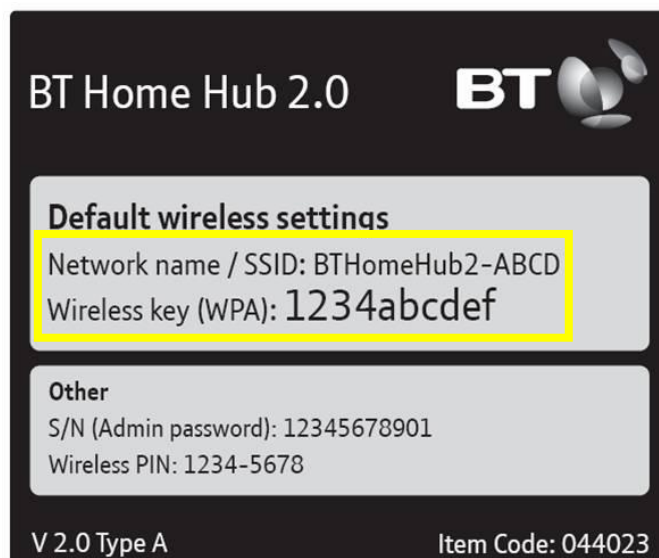 BT Home Hub 2.0
BT
Default wireless settings
Network name / SSID: BTHomeHub2-ABCD
Wireless key (WPA): 1234abcdef
Other
S/N (Admin password): 12345678901
Wireless PIN: 1234-5678
V 2.0 Type A
Item Code: 044023